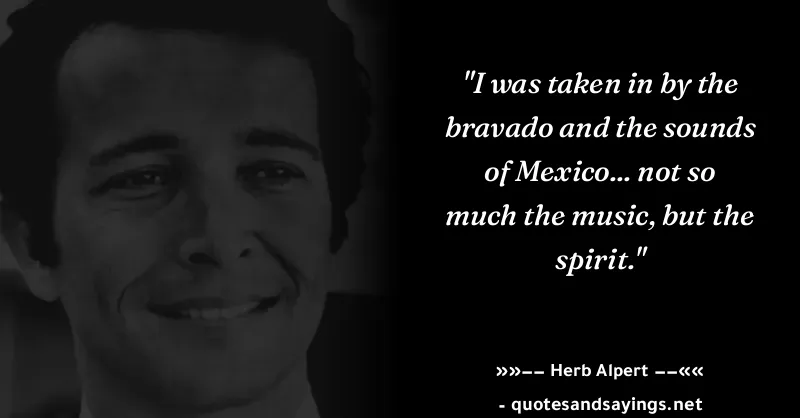 "I was taken in by the
bravado and the sounds
of Mexico... not so
much the music, but the
spirit."
»»–– Herb Alpert ––««
- quotesandsayings.net